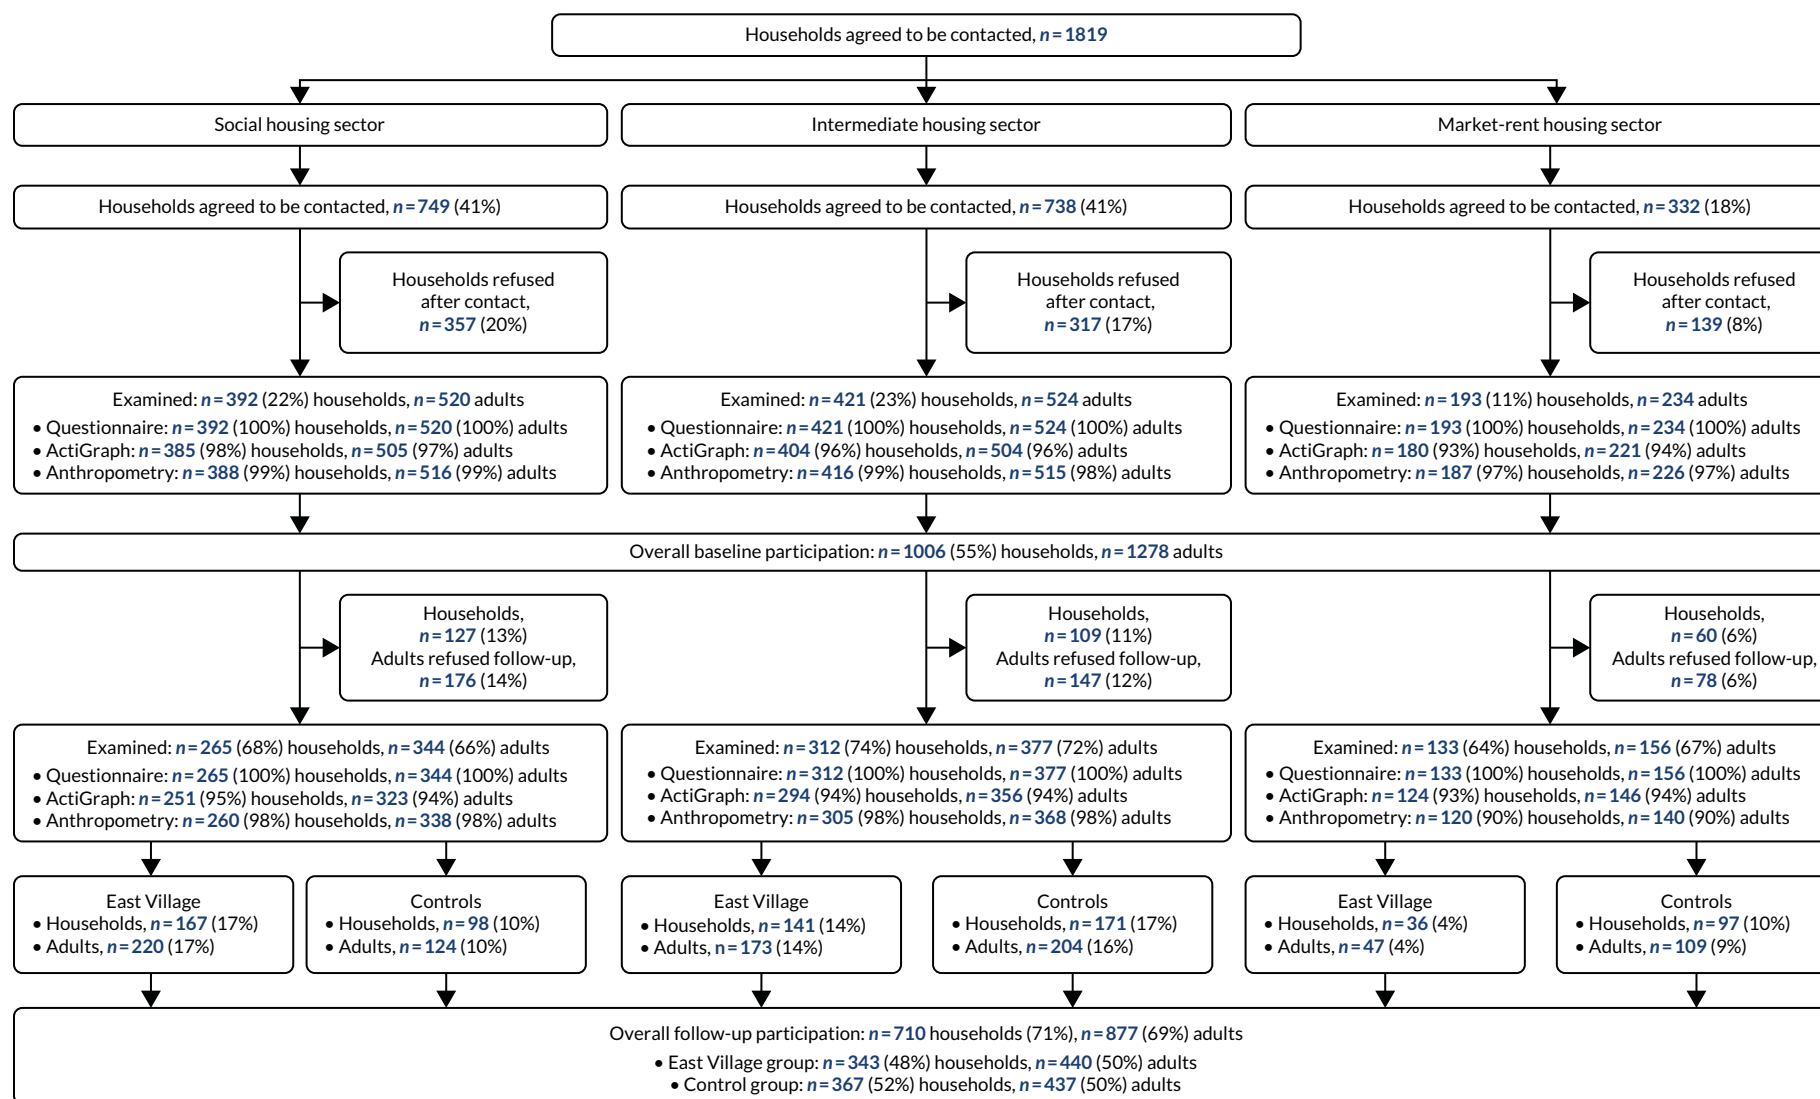 Households agreed to be contacted, n=1819
Social housing sector
Intermediate housing sector
Market-rent housing sector
Households agreed to be contacted, n=749 (41%)
Households agreed to be contacted, n=738 (41%)
Households agreed to be contacted, n=332 (18%)
Households refused
after contact,
n=357 (20%)
Households refused
after contact,
n=317 (17%)
Households refused
after contact,
n=139 (8%)
Examined: n=392 (22%) households, n=520 adults
• Questionnaire: n=392 (100%) households, n=520 (100%) adults
• ActiGraph: n=385 (98%) households, n=505 (97%) adults
• Anthropometry: n=388 (99%) households, n=516 (99%) adults
Examined: n=421 (23%) households, n=524 adults
• Questionnaire: n=421 (100%) households, n=524 (100%) adults
• ActiGraph: n=404 (96%) households, n=504 (96%) adults
• Anthropometry: n=416 (99%) households, n=515 (98%) adults
Examined: n=193 (11%) households, n=234 adults
• Questionnaire: n=193 (100%) households, n=234 (100%) adults
• ActiGraph: n=180 (93%) households, n=221 (94%) adults
• Anthropometry: n=187 (97%) households, n=226 (97%) adults
Overall baseline participation: n=1006 (55%) households, n=1278 adults
Households,
n=127 (13%)
Adults refused follow-up,
n=176 (14%)
Households,
n=109 (11%)
Adults refused follow-up,
n=147 (12%)
Households,
n=60 (6%)
Adults refused follow-up,
n=78 (6%)
Examined: n=265 (68%) households, n=344 (66%) adults
• Questionnaire: n=265 (100%) households, n=344 (100%) adults
• ActiGraph: n=251 (95%) households, n=323 (94%) adults
• Anthropometry: n=260 (98%) households, n=338 (98%) adults
Examined: n=312 (74%) households, n=377 (72%) adults
• Questionnaire: n=312 (100%) households, n=377 (100%) adults
• ActiGraph: n=294 (94%) households, n=356 (94%) adults
• Anthropometry: n=305 (98%) households, n=368 (98%) adults
Examined: n=133 (64%) households, n=156 (67%) adults
• Questionnaire: n=133 (100%) households, n=156 (100%) adults
• ActiGraph: n=124 (93%) households, n=146 (94%) adults
• Anthropometry: n=120 (90%) households, n=140 (90%) adults
East Village
• Households, n=167 (17%)
• Adults, n=220 (17%)
Controls
• Households, n=98 (10%)
• Adults, n=124 (10%)
East Village
• Households, n=141 (14%)
• Adults, n=173 (14%)
Controls
• Households, n=171 (17%)
• Adults, n=204 (16%)
East Village
• Households, n=36 (4%)
• Adults, n=47 (4%)
Controls
• Households, n=97 (10%)
• Adults, n=109 (9%)
Overall follow-up participation: n=710 households (71%), n=877 (69%) adults
• East Village group: n=343 (48%) households, n=440 (50%) adults
• Control group: n=367 (52%) households, n=437 (50%) adults